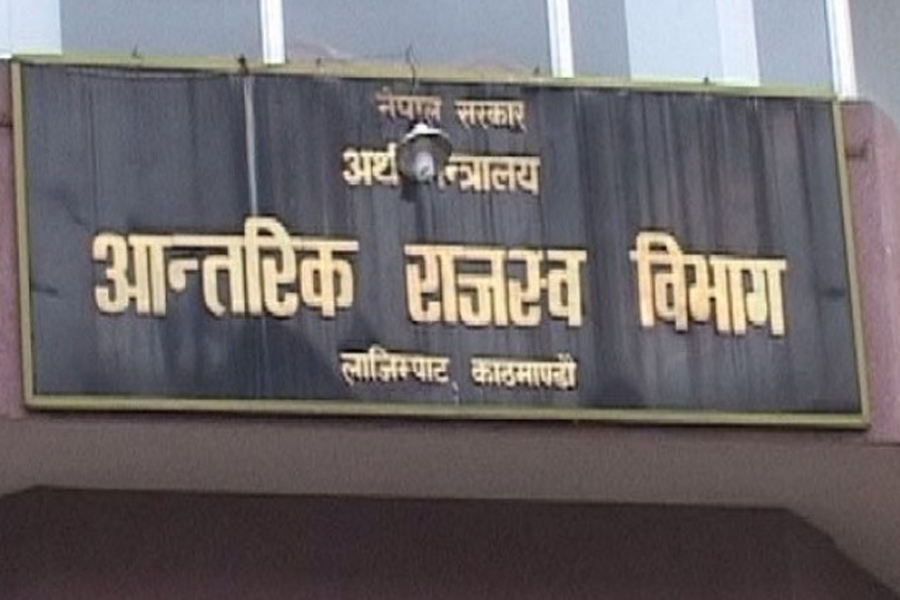 नेपाल सरकार
अर्थ मन्त्रालय
आन्तरिक राजस्व विभाग
लाजिम्पाट, काठमाण्डौ